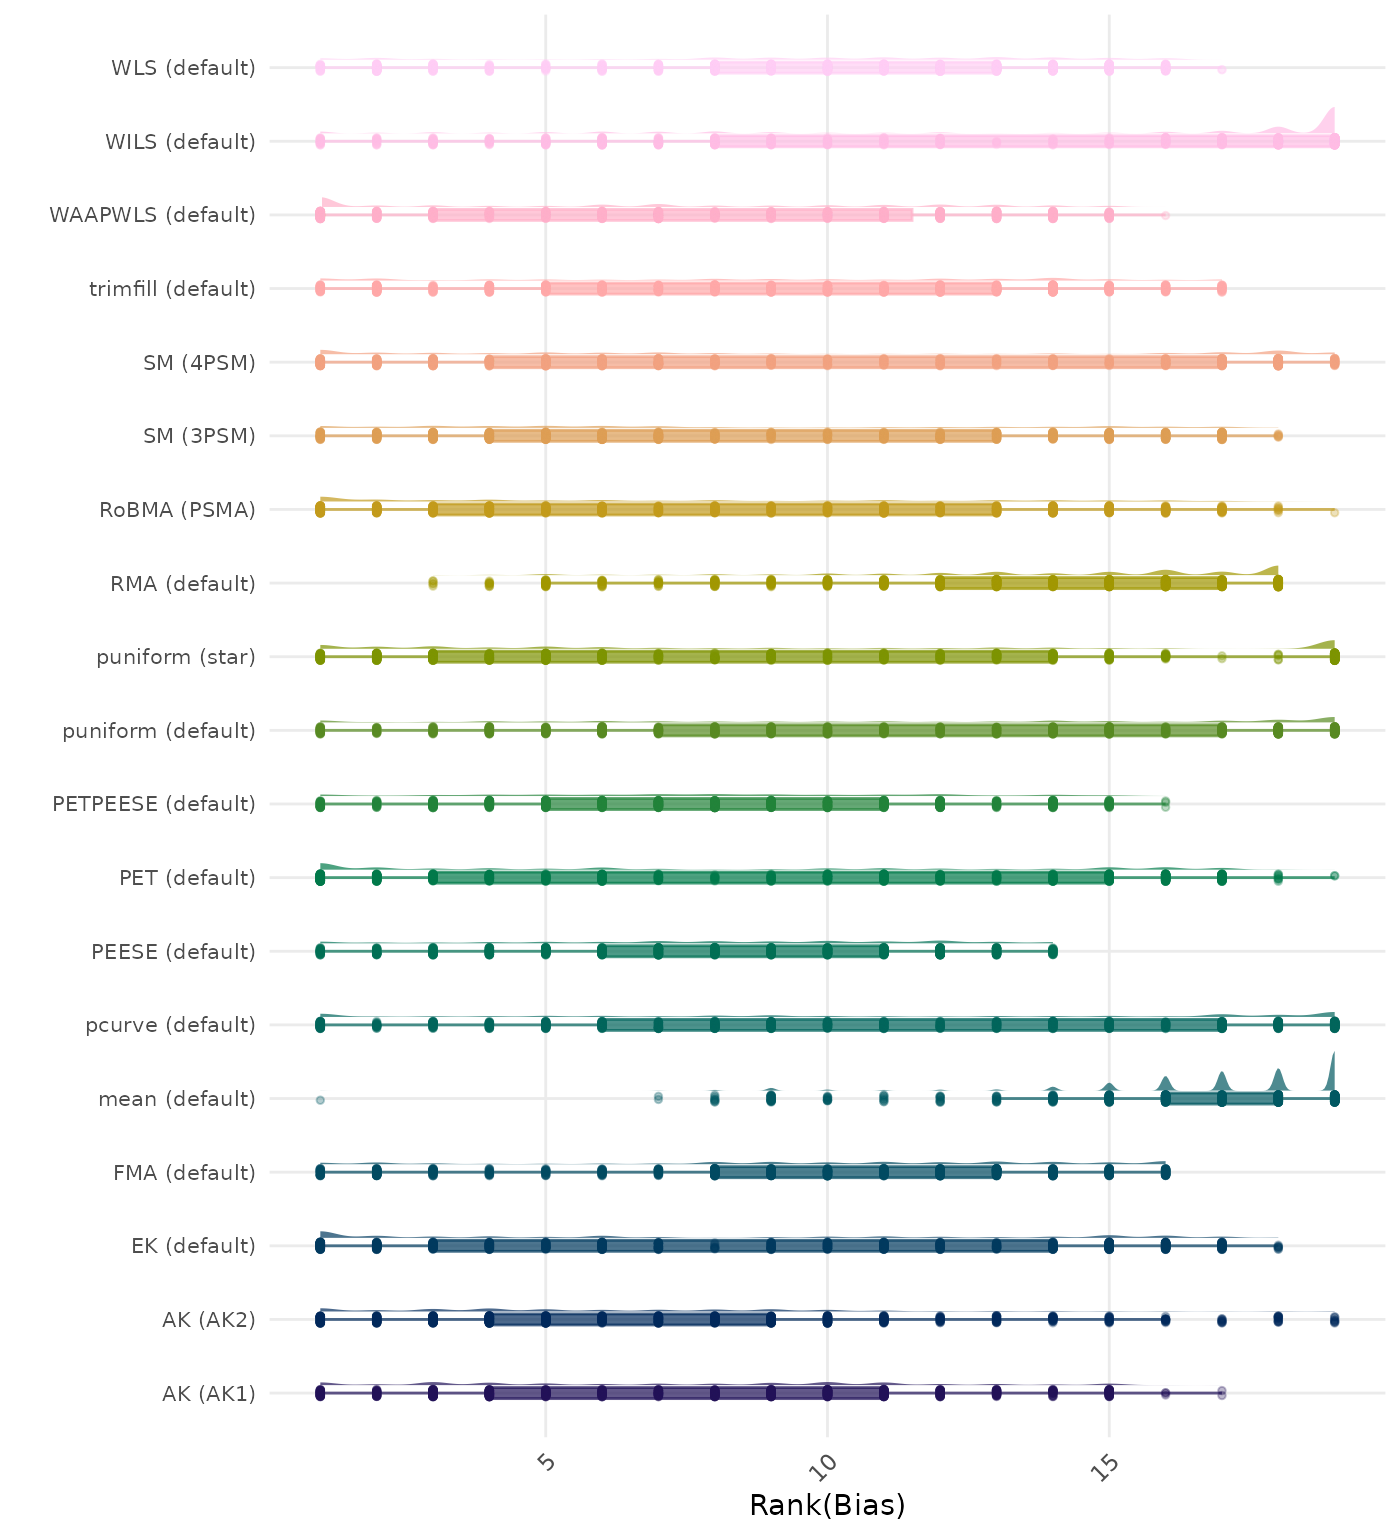 WLS (default)
WILS (default)
WAAPWLS (default)
trimfill (default)
SM (4PSM)
SM (3PSM)
RoBMA (PSMA)
RMA (default)
puniform (star)
puniform (default)
PETPEESE (default)
PET (default)
PEESE (default)
pcurve (default)
mean (default)
FMA (default)
EK (default)
AK (AK2)
AK (AK1)
5 10 15
Rank(Bias)